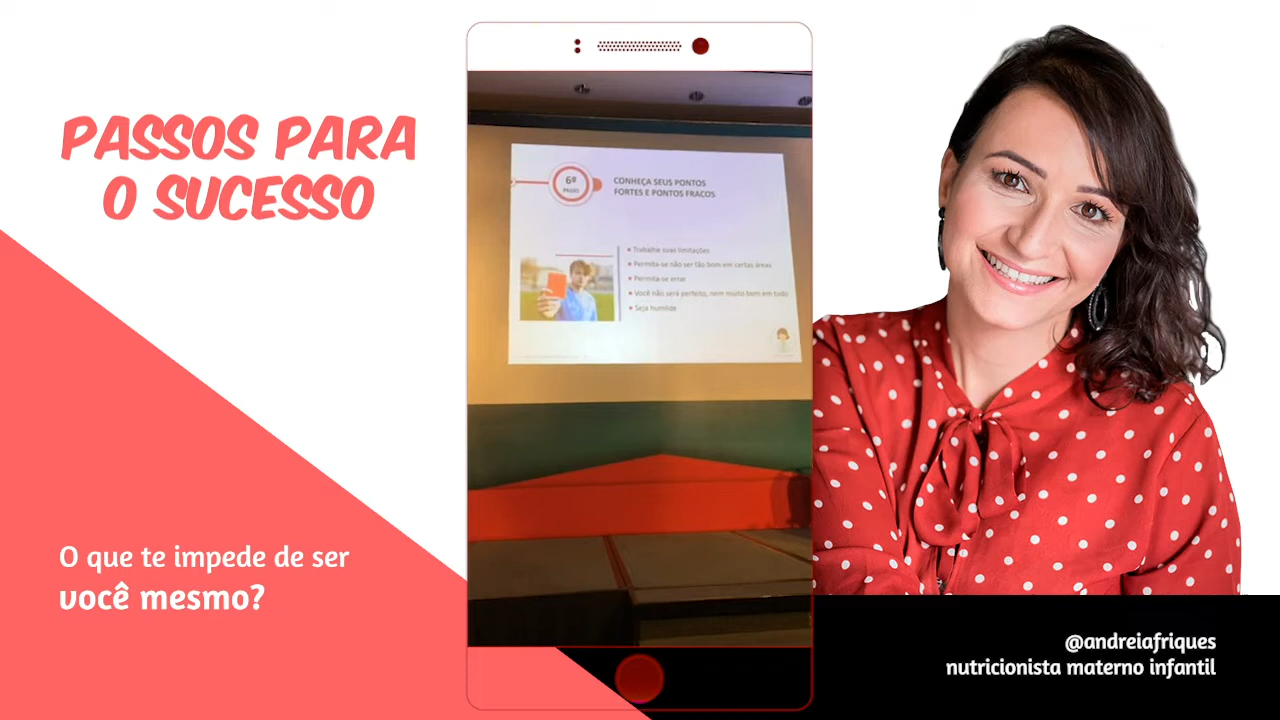 PASSOS PARA
O SUCESSO
6º
PASSO
CONHEÇA SEUS PONTOS
FORTES E PONTOS FRACOS
Trabalhe suas limitações
Permita-se não ser tão bom em certas áreas
Permita-se errar
Você não será perfeito, nem muito bom em tudo
Seja humilde
O que te impede de ser
você mesmo?
@andreiafriques
nutricionista materno infantil